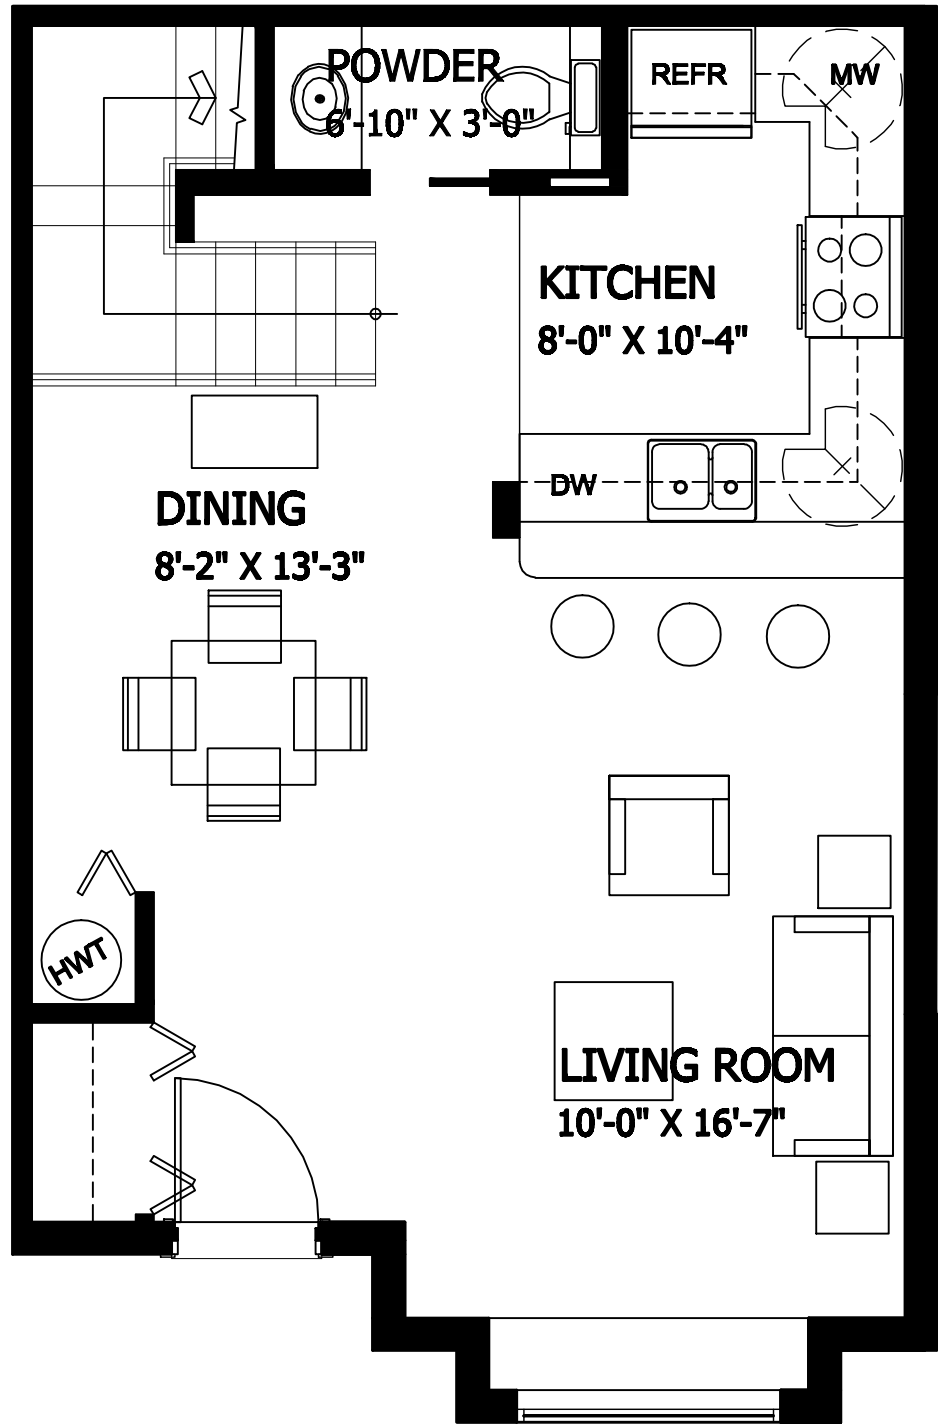 POWDER
6'-10" X 3'-0"
REFR
MW
KITCHEN
8'-0" X 10'-4"
DW
DINING
8'-2" X 13'-3"
HWT
LIVING ROOM
10'-0" X 16'-7"